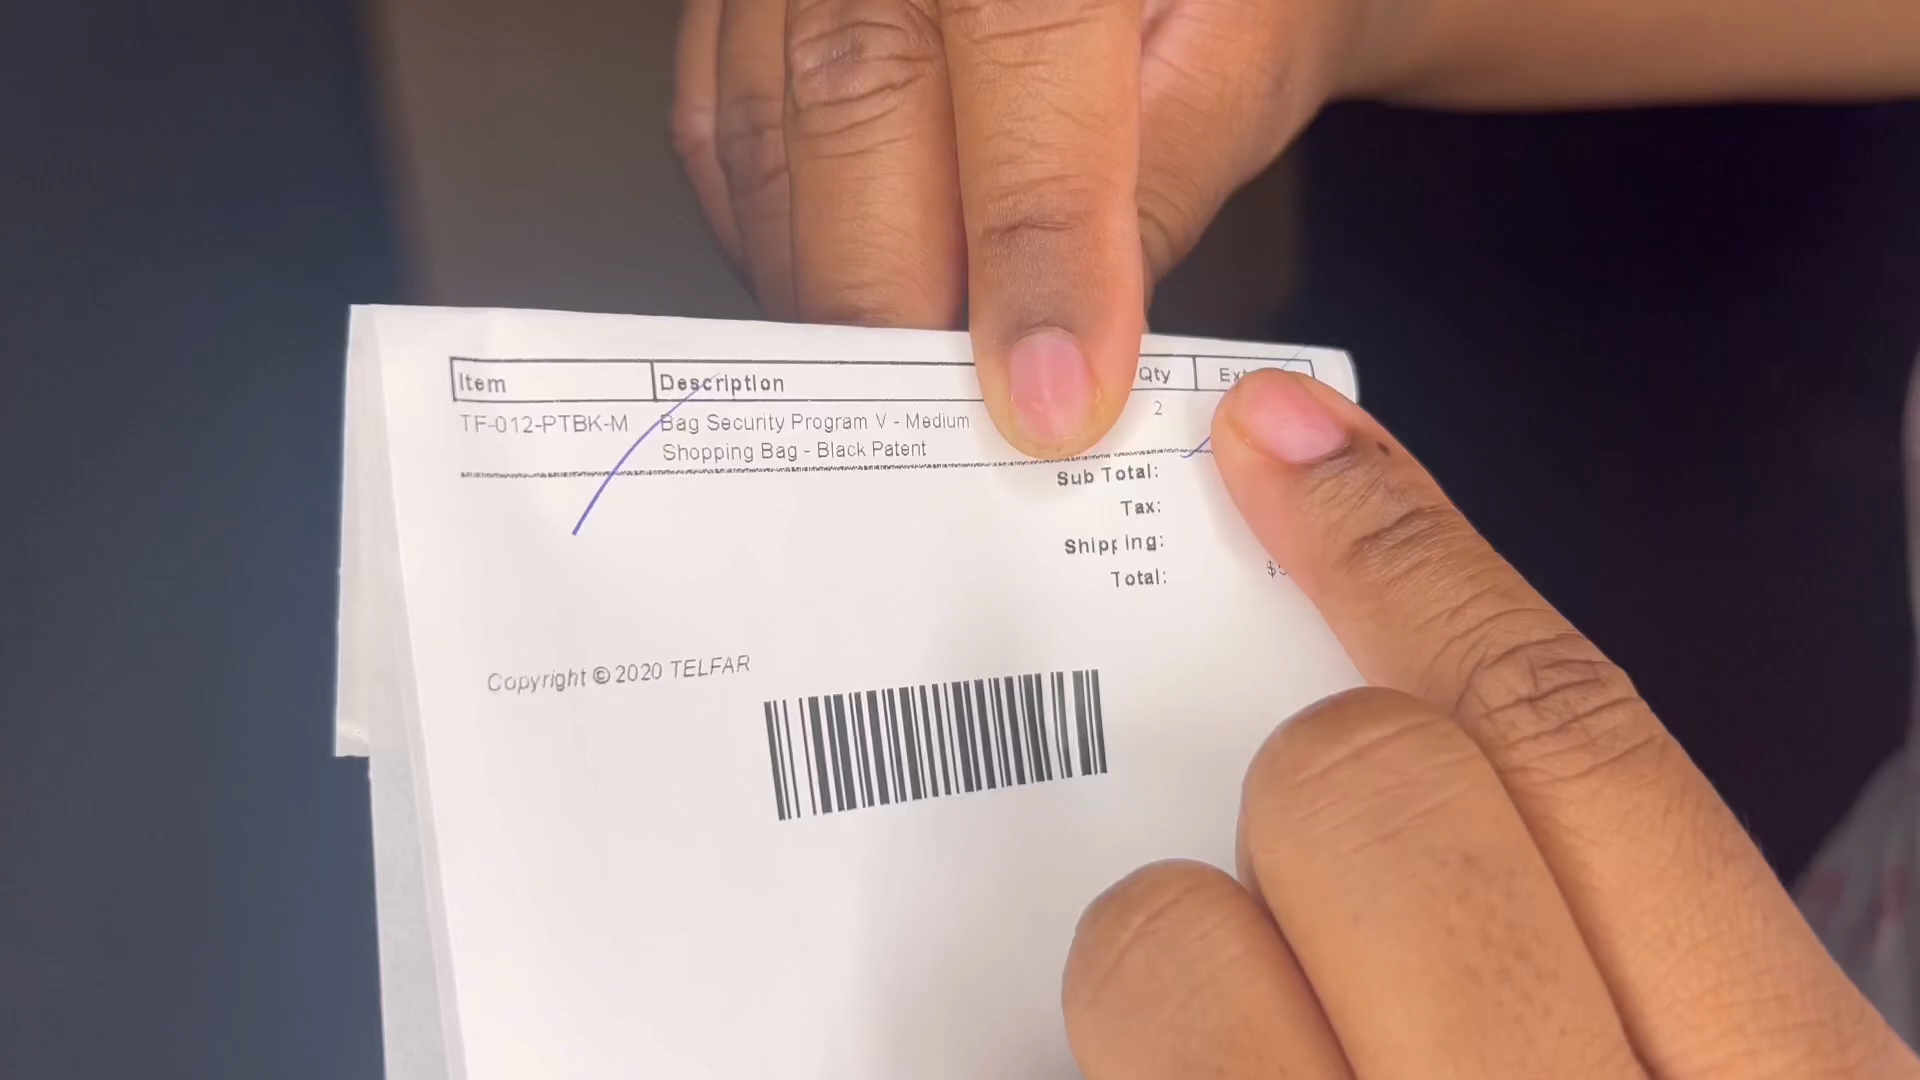 Item Description Qty
TF-012-PTBK-M Bag Security Program V - Medium 2
Shopping Bag - Black Patent
Sub Total:
Tax:
Shipping:
Total:
Copyright © 2020 TELFAR